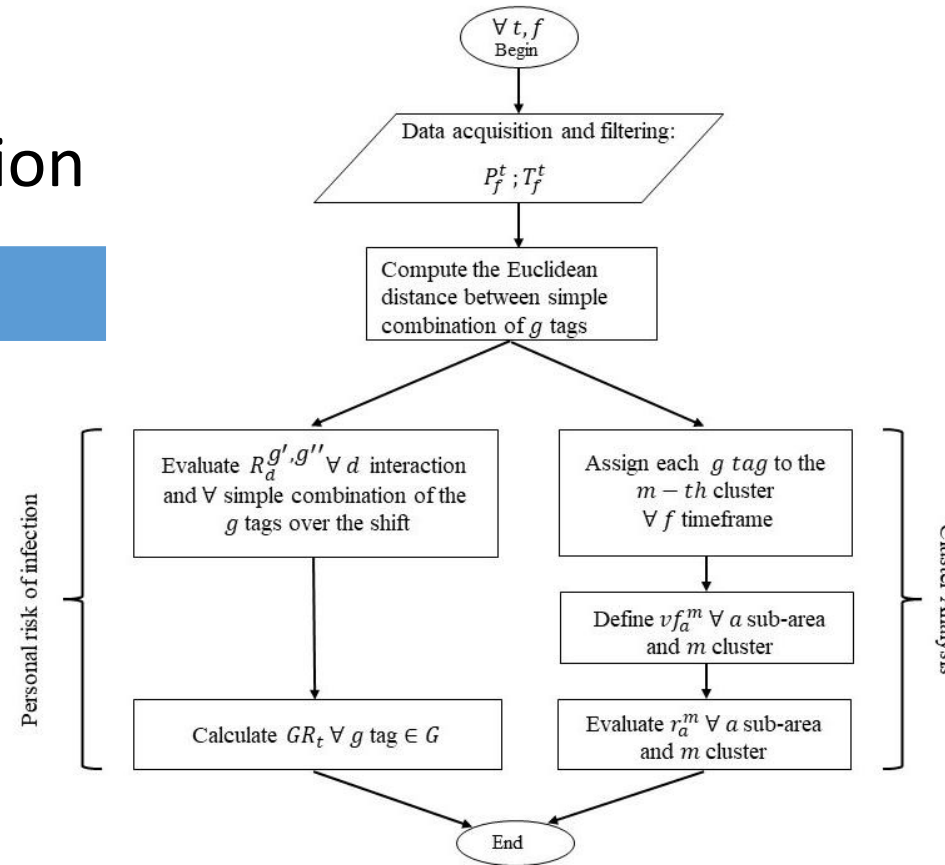 ∀ t, f
Begin
ion
Data acquisition and filtering:
P_f^t ; T_f^t
Compute the Euclidean
distance between simple
combination of g tags
Personal risk of infection
Evaluate R_d^{g′,g′′} ∀ d interaction
and ∀ simple combination of the
g tags over the shift
Calculate GR_t ∀ g tag ∈ G
Assign each g tag to the
m − th cluster
∀ f timeframe
Define vf_a^m ∀ a sub-area
and m cluster
Evaluate r_a^m ∀ a sub-area
and m cluster
End